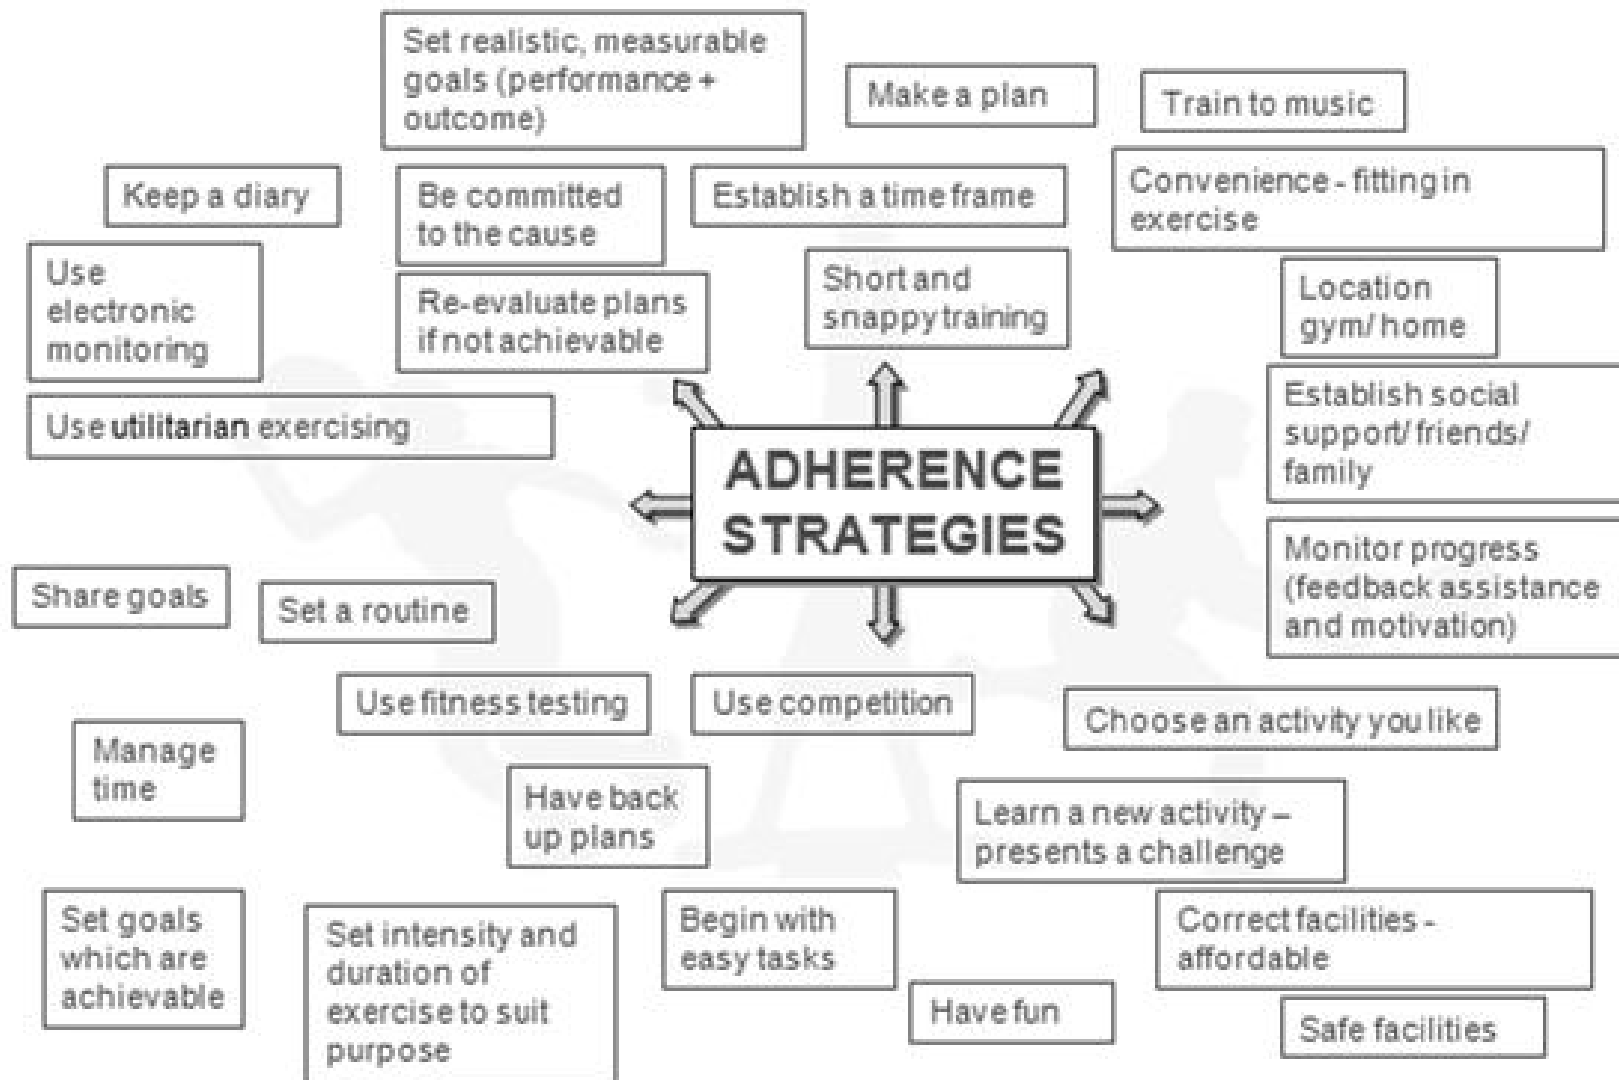 Set realistic, measurable
goals (performance +
outcome)
Make a plan
Train to music
Keep a diary
Be committed
to the cause
Establish a time frame
Convenience - fitting in
exercise
Use
electronic
monitoring
Re-evaluate plans
if not achievable
Short and
snappy training
Location
gym/ home
Use utilitarian exercising
Establish social
support/ friends/
family
ADHERENCE
STRATEGIES
Monitor progress
(feedback assistance
and motivation)
Share goals
Set a routine
Use fitness testing
Use competition
Choose an activity you like
Manage
time
Have back
up plans
Learn a new activity –
presents a challenge
Set goals
which are
achievable
Set intensity and
duration of
exercise to suit
purpose
Begin with
easy tasks
Correct facilities -
affordable
Have fun
Safe facilities